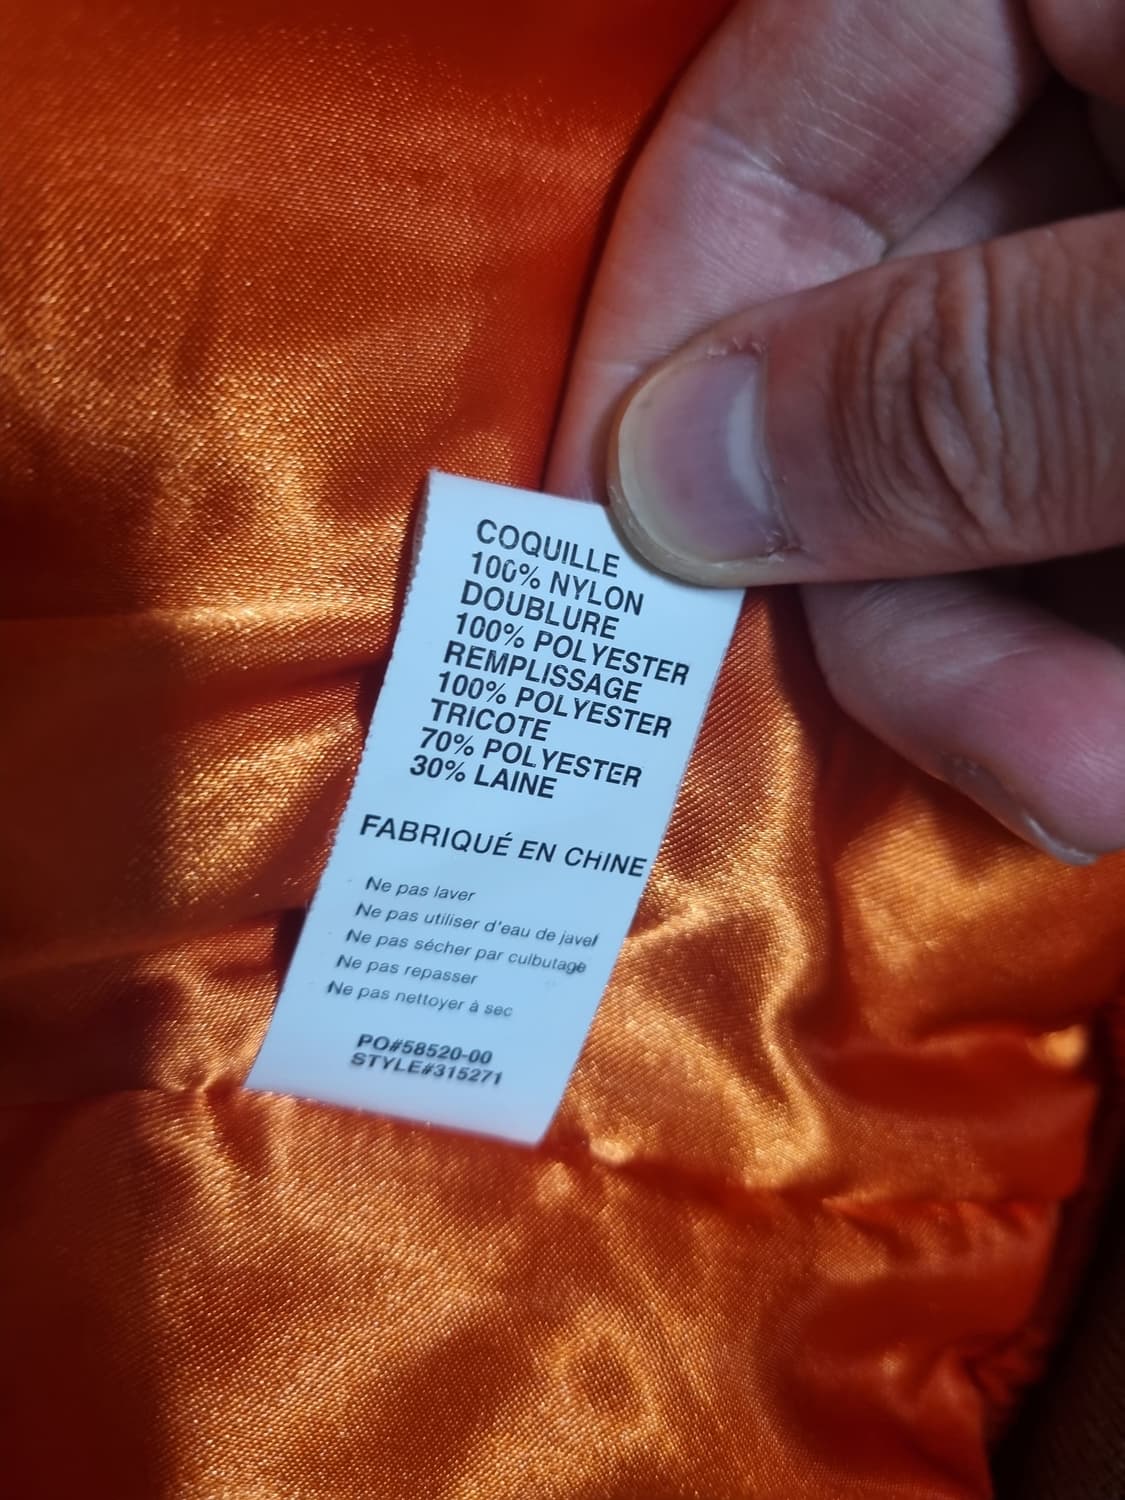 COQUILLE
100% NYLON
DOUBLURE
100% POLYESTER
REMPLISSAGE
100% POLYESTER
TRICOTE
70% POLYESTER
30% LAINE
FABRIQUÉ EN CHINE
Ne pas laver
Ne pas utiliser d'eau de javel
Ne pas sécher par culbutage
Ne pas repasser
Ne pas nettoyer à sec
PO#58520-00
STYLE#315271